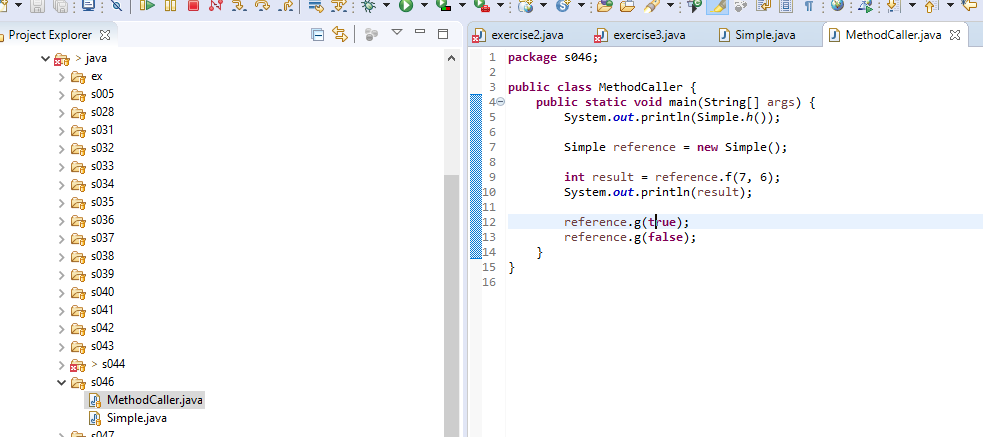 Project Explorer
> java
ex
s005
s028
s031
s032
s033
s034
s035
s036
s037
s038
s039
s040
s041
s042
s043
> s044
s046
MethodCaller.java
Simple.java
s047
exercise2.java
exercise3.java
Simple.java
MethodCaller.java
1 package s046;
2
3 public class MethodCaller {
4 public static void main(String[] args) {
5 System.out.println(Simple.h());
6
7 Simple reference = new Simple();
8
9 int result = reference.f(7, 6);
10 System.out.println(result);
11
12 reference.g(true);
13 reference.g(false);
14 }
15 }
16